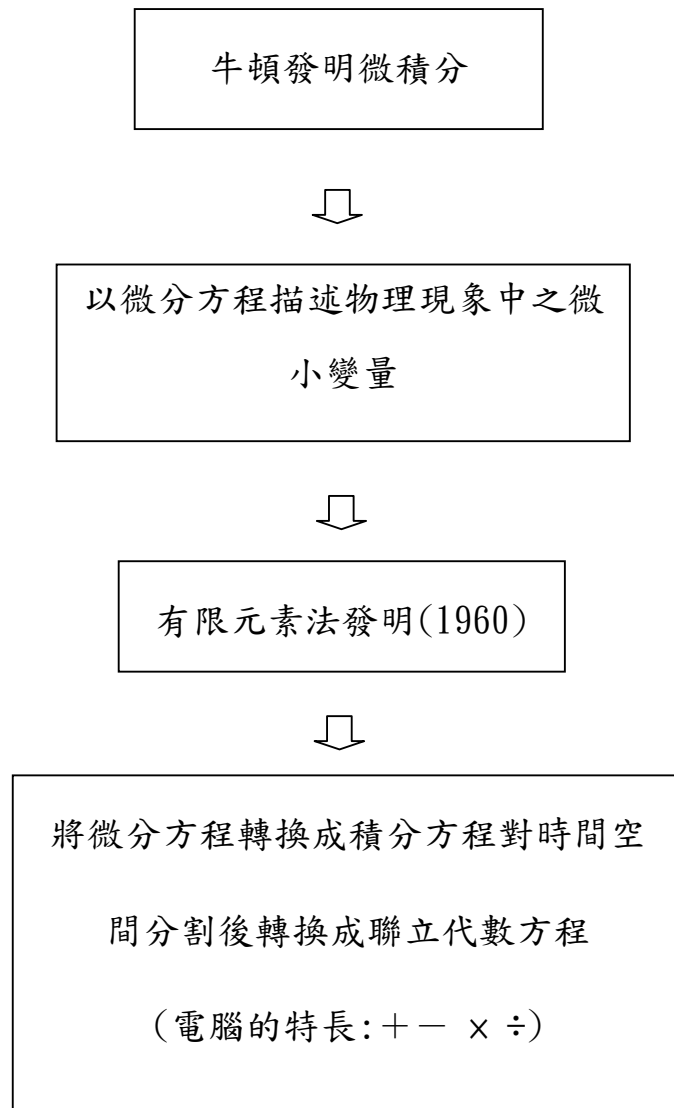 牛頓發明微積分
以微分方程描述物理現象中之微
小變量
有限元素法發明(1960)
將微分方程轉換成積分方程對時間空
間分割後轉換成聯立代數方程
(電腦的特長:＋－ × ÷)